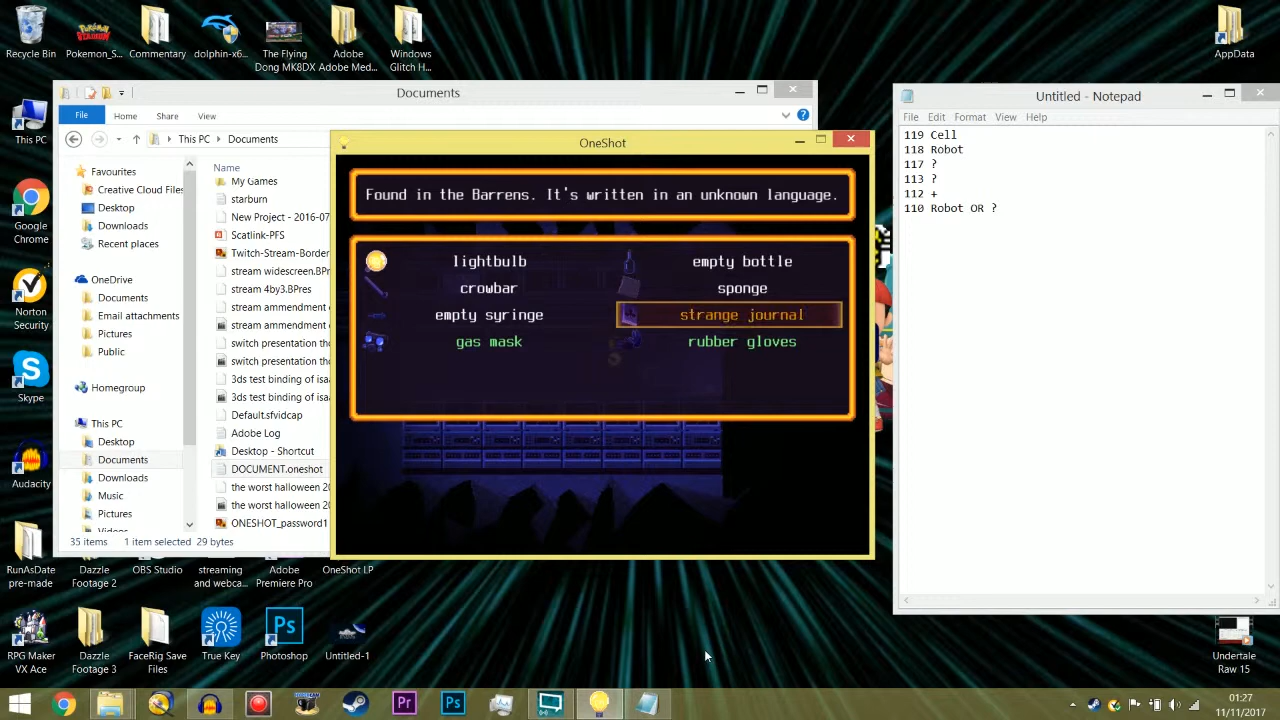 Recycle Bin
Pokemon_S...
Commentary
dolphin-x6...
The Flying Dong MK8DX
Adobe Adobe Med...
Windows Glitch H...
AppData
This PC
Google Chrome
Norton Security
Skype
Audacity
Documents
File
Home
Share
View
This PC
Documents
Favourites
Creative Cloud Files
Desktop
Downloads
Recent places
OneDrive
Documents
Email attachments
Pictures
Public
Homegroup
This PC
Desktop
Documents
Downloads
Music
Pictures
Videos
Name
My Games
starburn
New Project - 2016-07
Scatlink-PFS
Twitch-Stream-Border
stream widescreen.BPr
stream 4by3.BPres
stream ammendment
stream ammendment
switch presentation th
switch presentation th
3ds test binding of isaa
3ds test binding of isaa
Default.sfvidcap
Adobe Log
Desktop - Shortcut
DOCUMENT.oneshot
the worst halloween 20
the worst halloween 20
ONESHOT_password1
35 items
1 item selected 29 bytes
OneShot
Found in the Barrens. It's written in an unknown language.
lightbulb
empty bottle
crowbar
sponge
empty syringe
strange journal
gas mask
rubber gloves
Untitled - Notepad
File
Edit
Format
View
Help
119 Cell
118 Robot
117 ?
113 ?
112 +
110 Robot OR ?
RunAsDate pre-made
Dazzle Footage 2
OBS Studio
streaming and webca...
Adobe Premiere Pro
OneShot LP
RPG Maker VX Ace
Dazzle Footage 3
FaceRig Save Files
True Key
Ps
Photoshop
Untitled-1
Undertale Raw 15
Pr
Ps
01:27
11/11/2017